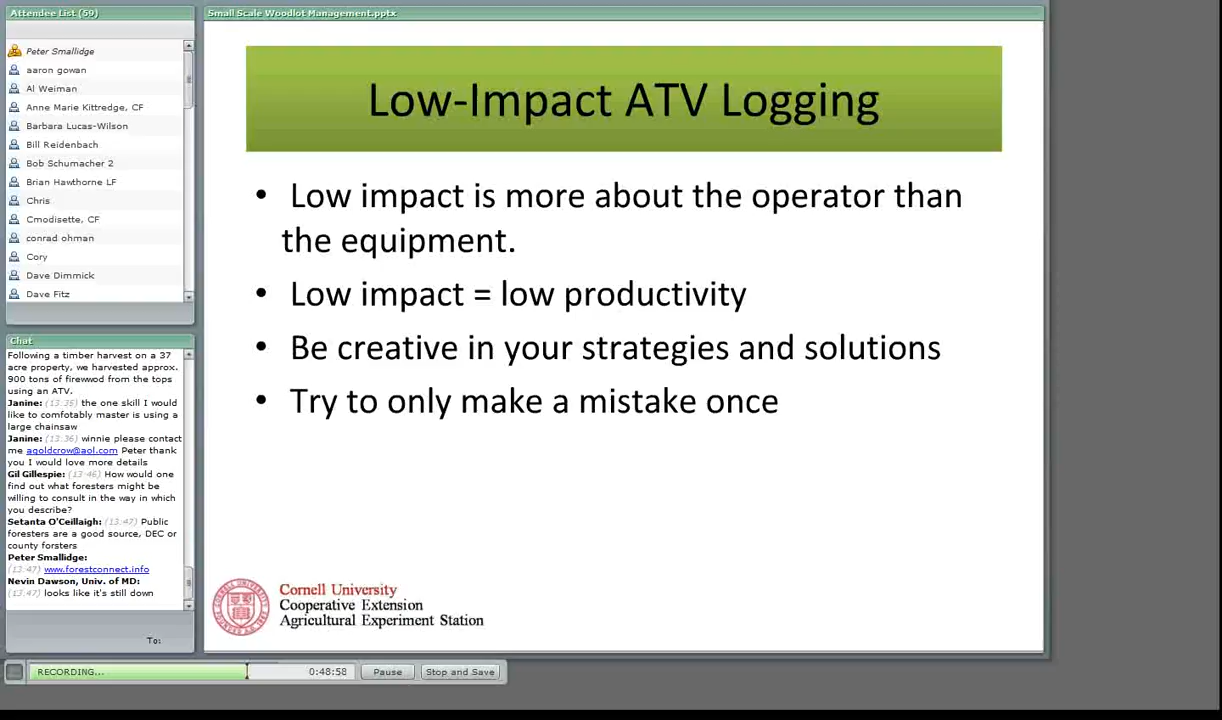 Attendee List (59)
Peter Smallidge
aaron gowan
Al Weiman
Anne Marie Kittredge, CF
Barbara Lucas-Wilson
Bill Reidenbach
Bob Schumacher 2
Brian Hawthorne LF
Chris
Cmodisette, CF
conrad ohman
Cory
Dave Dimmick
Dave Fitz
Chat
Following a timber harvest on a 37
acre property, we harvested approx.
900 tons of firewwod from the tops
using an ATV.
Janine: (13:35) the one skill I would
like to comfotably master is using a
large chainsaw
Janine: (13:36) winnie please contact
me agoldcrow@aol.com Peter thank
you I would love more details
Gil Gillespie: (13:46) How would one
find out what foresters might be
willing to consult in the way in which
you describe?
Setanta O'Ceillaigh: (13:47) Public
foresters are a good source, DEC or
county forsters
Peter Smallidge:
(13:47) www.forestconnect.info
Nevin Dawson, Univ. of MD:
(13:47) looks like it's still down
To:
Small Scale Woodlot Management.pptx
Low-Impact ATV Logging
• Low impact is more about the operator than
the equipment.
• Low impact = low productivity
• Be creative in your strategies and solutions
• Try to only make a mistake once
Cornell University
Cooperative Extension
Agricultural Experiment Station
RECORDING... 0:48:58 Pause Stop and Save